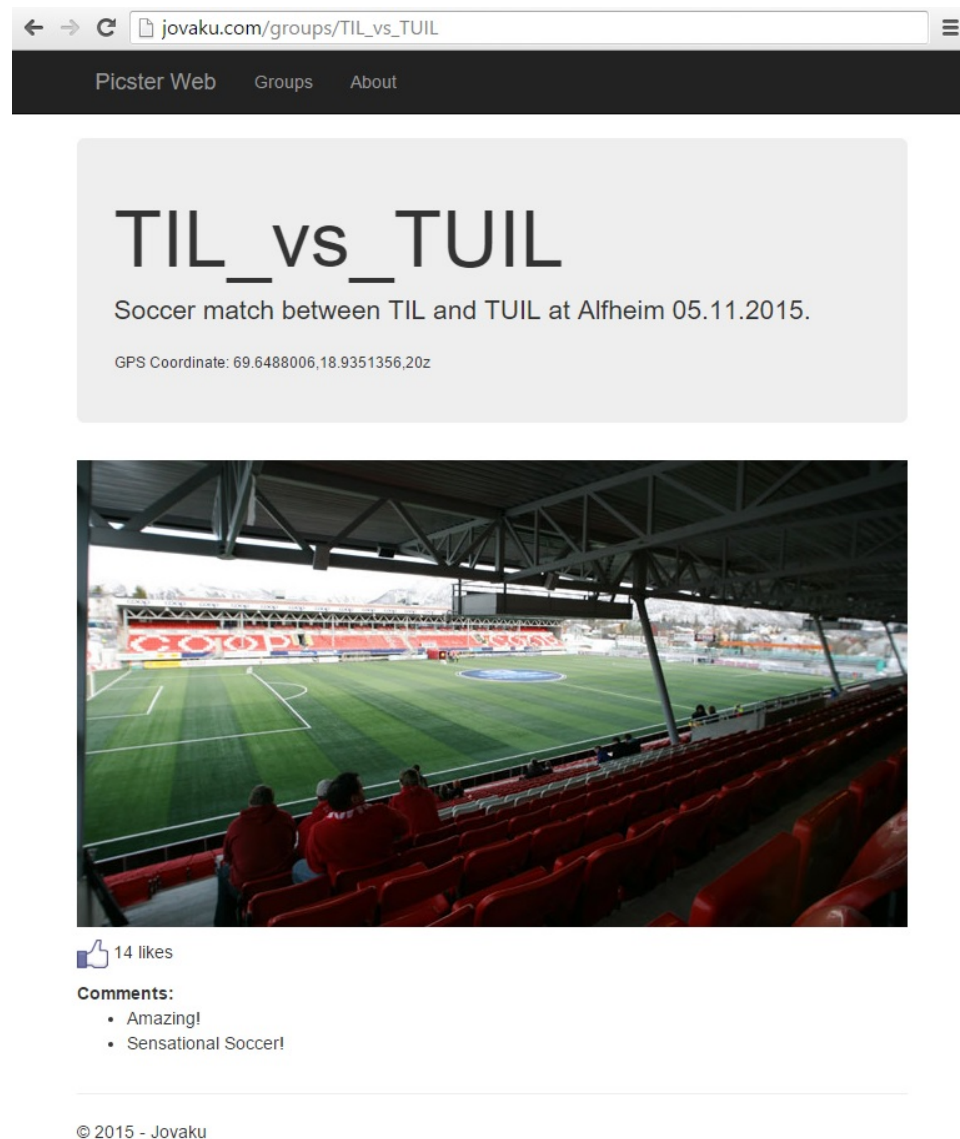 jovaku.com/groups/TIL_vs_TUIL
Picster Web Groups About
TIL_vs_TUIL
Soccer match between TIL and TUIL at Alfheim 05.11.2015.
GPS Coordinate: 69.6488006,18.9351356,20z
COOP
14 likes
Comments:
• Amazing!
• Sensational Soccer!
© 2015 - Jovaku